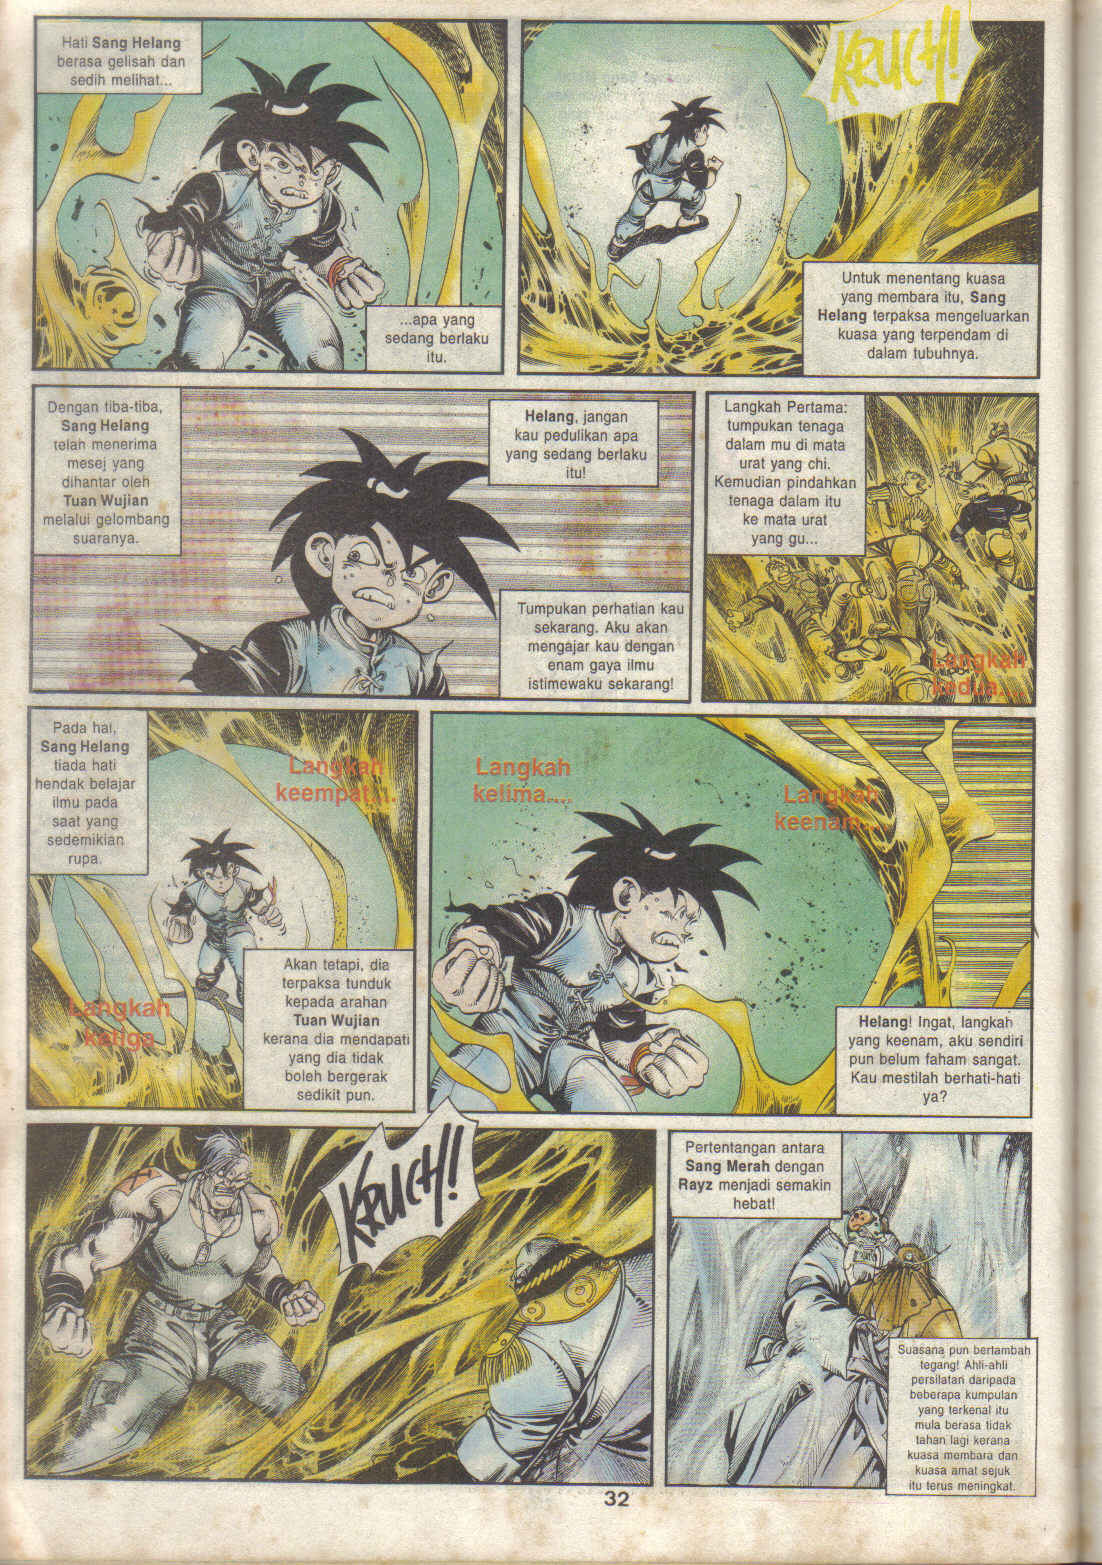 Hati Sang Helang
berasa gelisah dan
sedih melihat...
...apa yang
sedang berlaku
itu.
KRUCH!
Untuk menentang kuasa
yang membara itu, Sang
Helang terpaksa mengeluarkan
kuasa yang terpendam di
dalam tubuhnya.
Dengan tiba-tiba,
Sang Helang
telah menerima
mesej yang
dihantar oleh
Tuan Wujian
melalui gelombang
suaranya.
Helang, jangan
kau pedulikan apa
yang sedang berlaku
itu!
Tumpukan perhatian kau
sekarang. Aku akan
mengajar kau dengan
enam gaya ilmu
istimewaku sekarang!
Langkah Pertama:
tumpukan tenaga
dalam mu di mata
urat yang chi.
Kemudian pindahkan
tenaga dalam itu
ke mata urat
yang gu...
Langkah
kedua....
Pada hal,
Sang Helang
tiada hati
hendak belajar
ilmu pada
saat yang
sedemikian
rupa.
Langkah
ketiga
Langkah
keempat...
Akan tetapi, dia
terpaksa tunduk
kepada arahan
Tuan Wujian
kerana dia mendapati
yang dia tidak
boleh bergerak
sedikit pun.
Langkah
kelima....
Langkah
keenam...
Helang! Ingat, langkah
yang keenam, aku sendiri
pun belum faham sangat.
Kau mestilah berhati-hati
ya?
KRUCH!
Pertentangan antara
Sang Merah dengan
Rayz menjadi semakin
hebat!
Suasana pun bertambah
tegang! Ahli-ahli
persilatan daripada
beberapa kumpulan
yang terkenal itu
mula berasa tidak
tahan lagi kerana
kuasa membara dan
kuasa amat sejuk
itu terus meningkat.
32